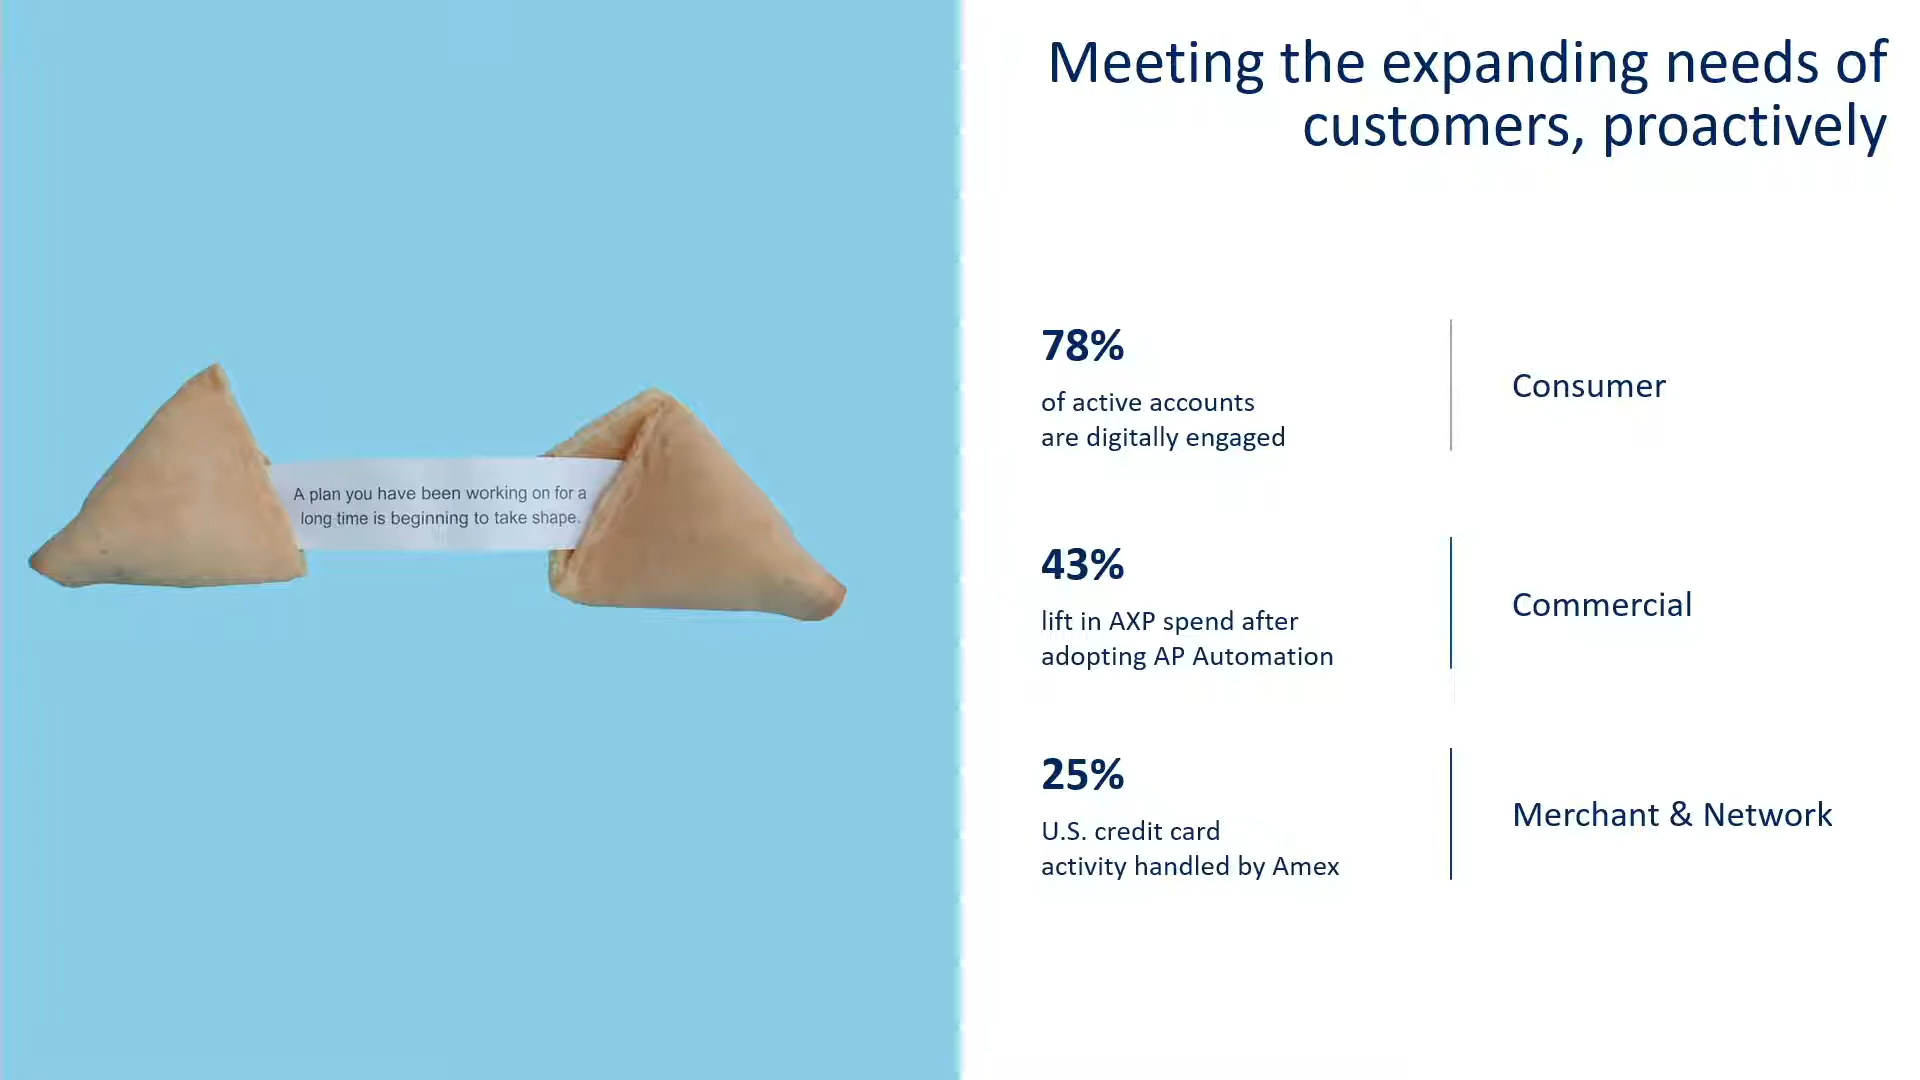 Meeting the expanding needs of
customers, proactively
A plan you have been working on for a
long time is beginning to take shape.
78%
of active accounts
are digitally engaged
Consumer
43%
lift in AXP spend after
adopting AP Automation
Commercial
25%
U.S. credit card
activity handled by Amex
Merchant & Network